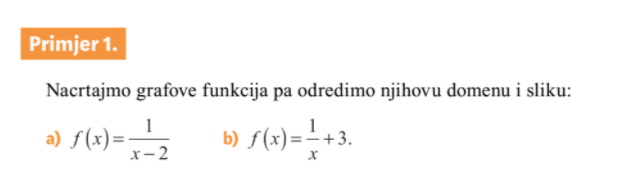 Primjer 1.
Nacrtajmo grafove funkcija pa odredimo njihovu domenu i sliku:
a) f(x) = 1/(x − 2) b) f(x) = 1/x + 3.